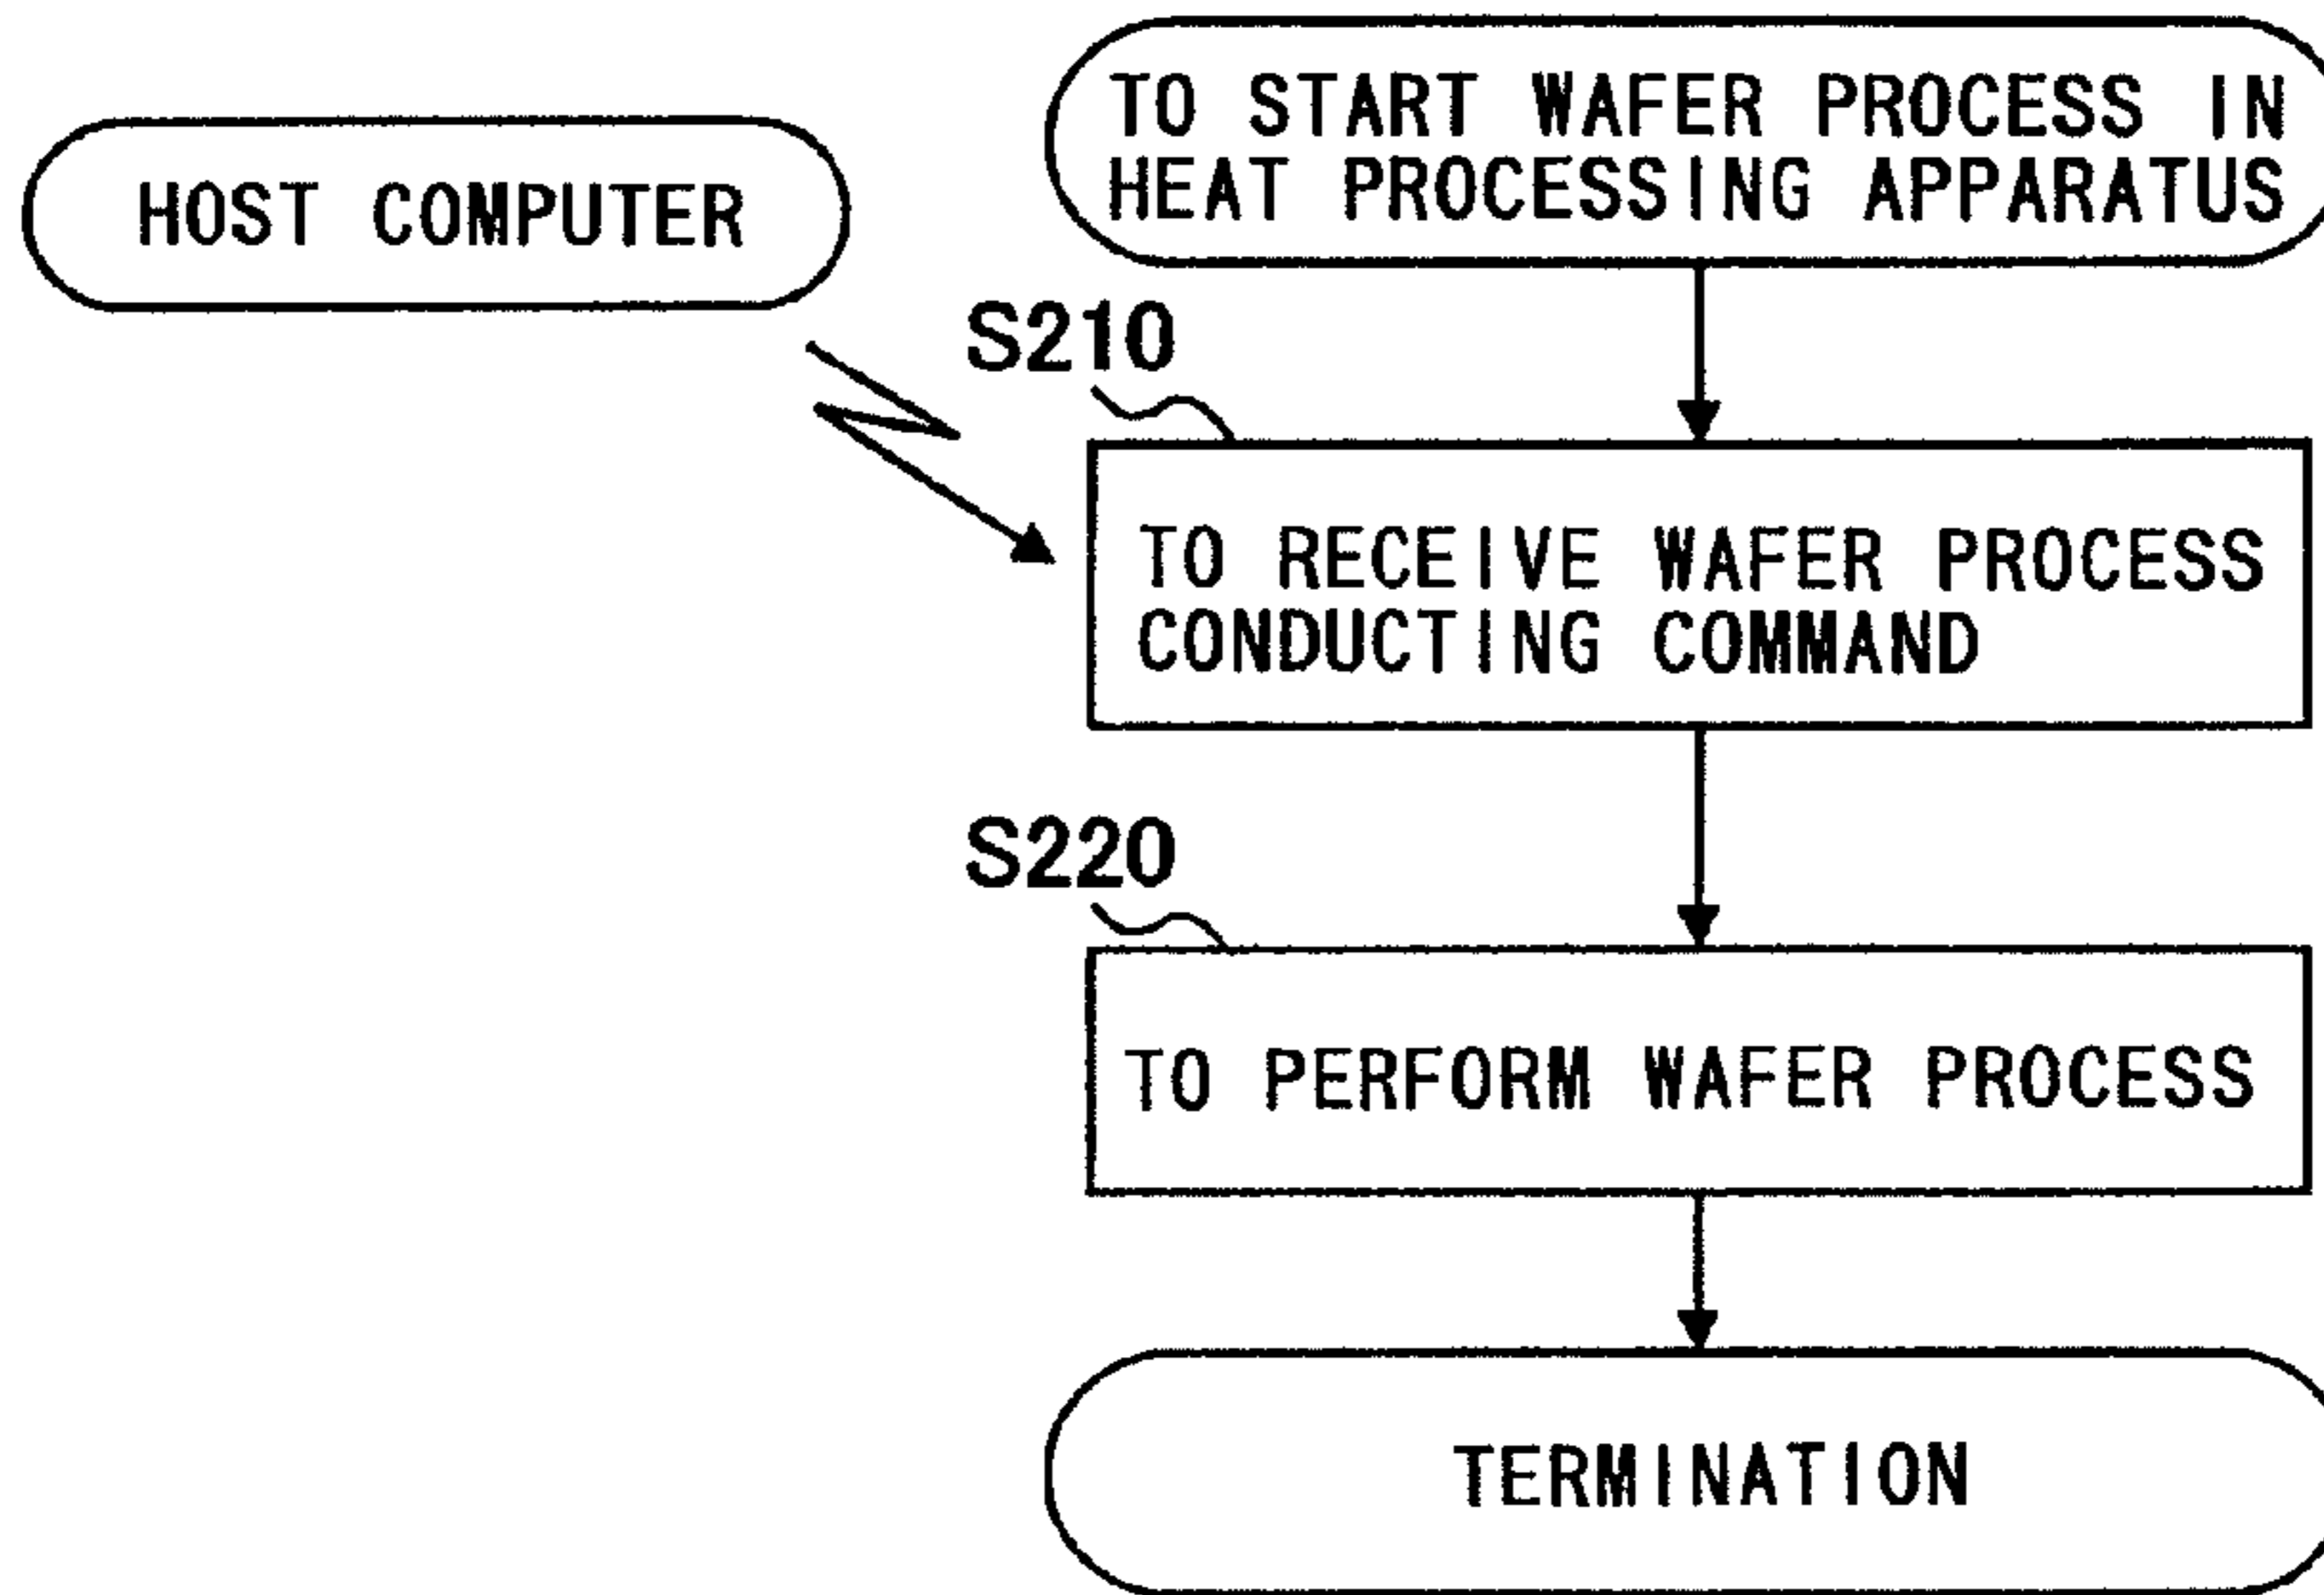 HOST COMPUTER
TO START WAFER PROCESS IN
HEAT PROCESSING APPARATUS
S210
TO RECEIVE WAFER PROCESS
CONDUCTING COMMAND
S220
TO PERFORM WAFER PROCESS
TERMINATION